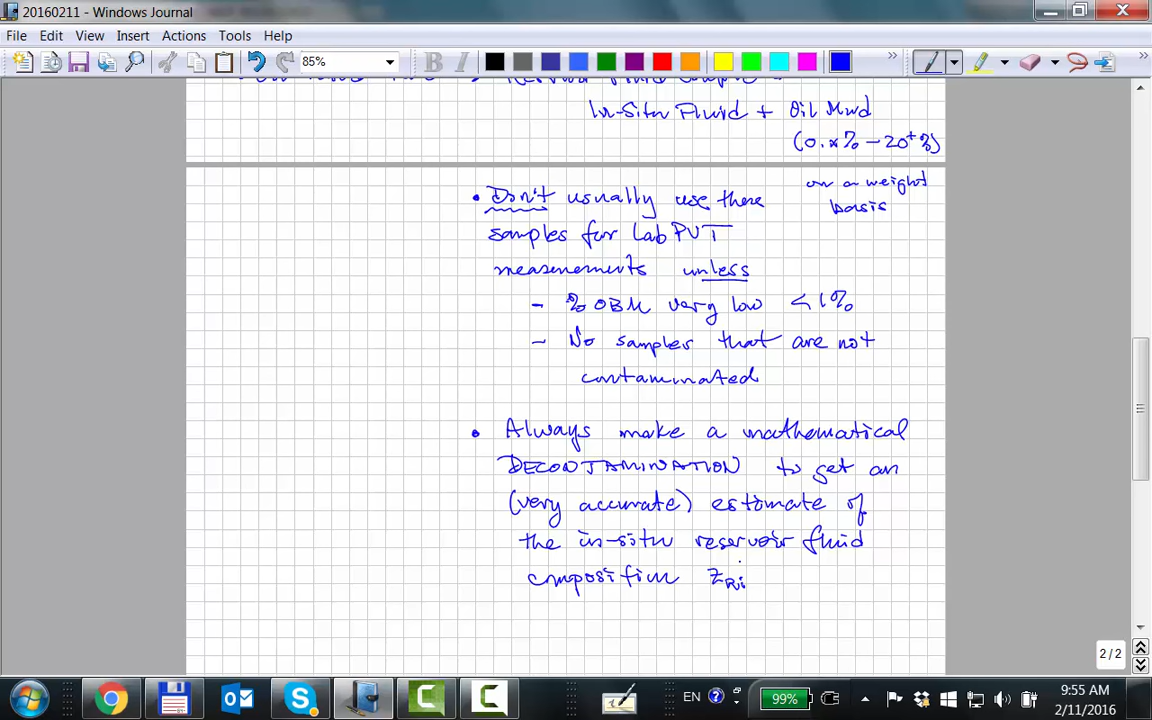 20160211 - Windows Journal
File Edit View Insert Actions Tools Help
85%
In-Situ Fluid + Oil Mud
(0.x% - 20+%)
on a weight
basis
• Don't usually use these
samples for Lab PVT
measurements unless
- % OBM very low <1%
- No samples that are not
contaminated
• Always make a mathematical
DECONTAMINATION to get an
(very accurate) estimate of
the in-situ reservoir fluid
composition zRi
2/2
EN
99%
9:55 AM
2/11/2016